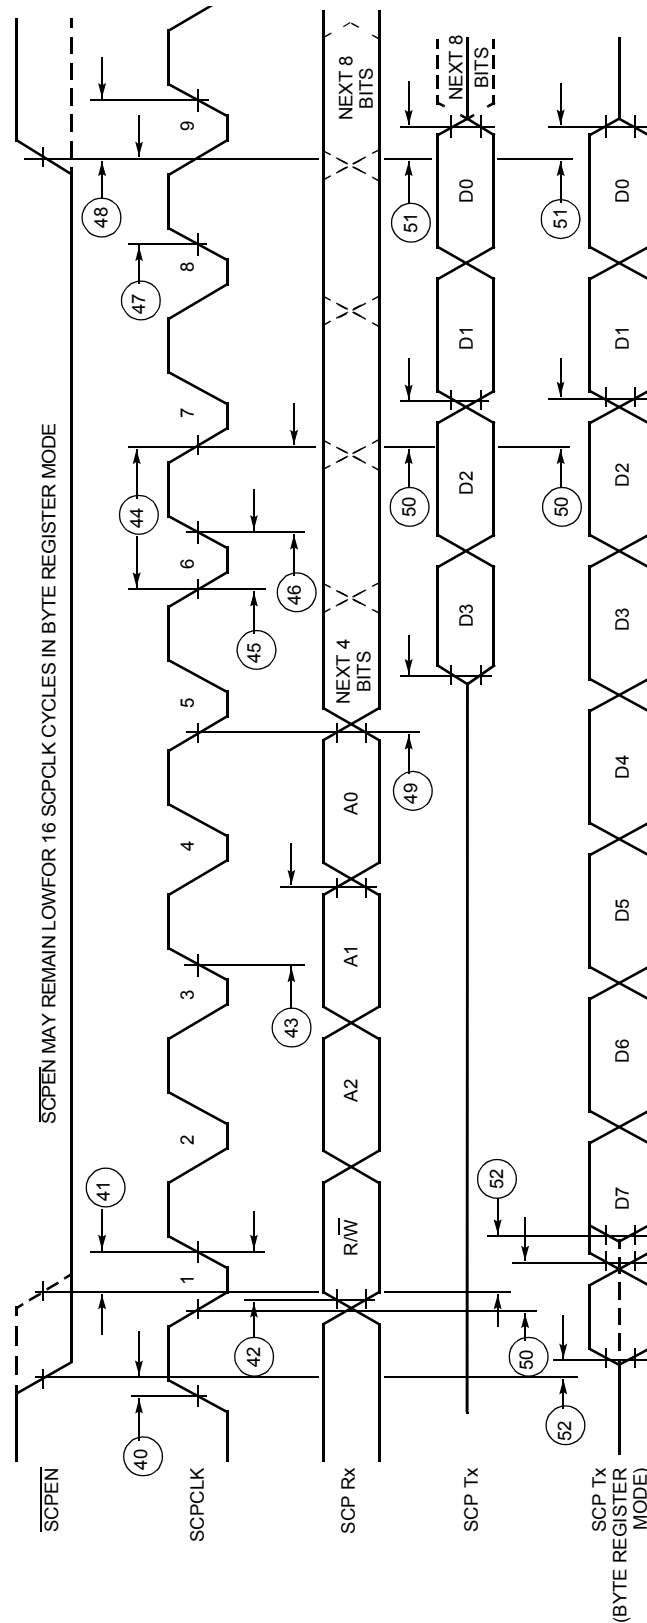 SCPEN MAY REMAIN LOWFOR 16 SCPCLK CYCLES IN BYTE REGISTER MODE
SCPEN
40
41
48
47
SCPCLK
1
2
3
4
5
6
7
8
9
42
43
44
45
46
SCP Rx
R/W
A2
A1
A0
NEXT 4
BITS
NEXT 8
BITS
49
50
51
SCP Tx
D3
D2
D1
D0
NEXT 8
BITS
52
50
52
50
51
SCP Tx
(BYTE REGISTER
MODE)
D7
D6
D5
D4
D3
D2
D1
D0